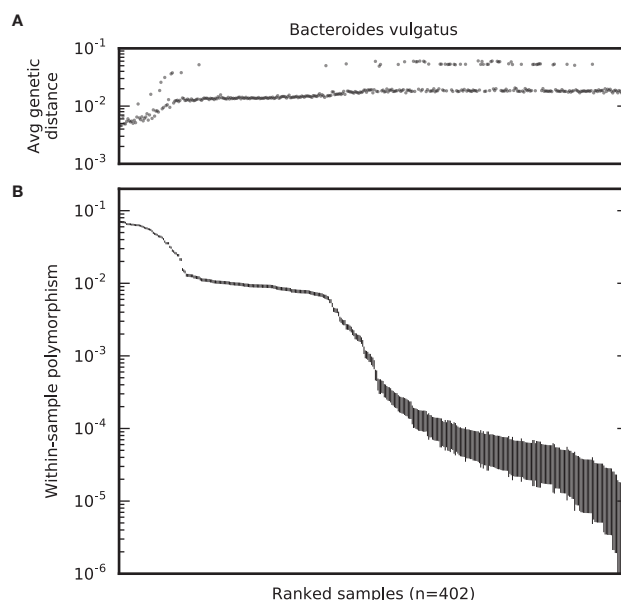 A
Bacteroides vulgatus
10⁻¹
10⁻²
10⁻³
Avg genetic
distance
B
10⁻¹
10⁻²
10⁻³
10⁻⁴
10⁻⁵
10⁻⁶
Within-sample polymorphism
Ranked samples (n=402)